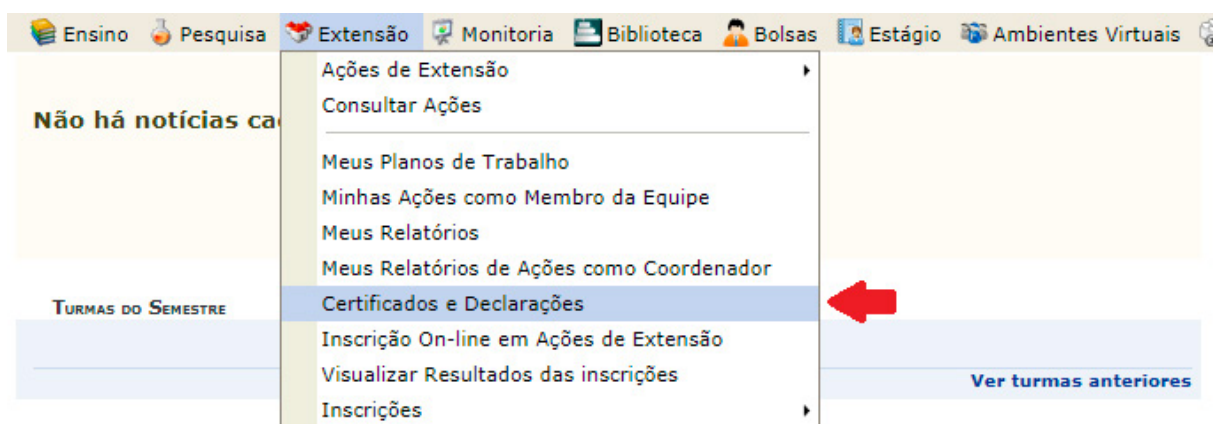 Ensino Pesquisa Extensão Monitoria Biblioteca Bolsas Estágio Ambientes Virtuais
Ações de Extensão
Consultar Ações
Não há notícias ca
Meus Planos de Trabalho
Minhas Ações como Membro da Equipe
Meus Relatórios
Meus Relatórios de Ações como Coordenador
Turmas do Semestre
Certificados e Declarações
Inscrição On-line em Ações de Extensão
Visualizar Resultados das inscrições
Ver turmas anteriores
Inscrições